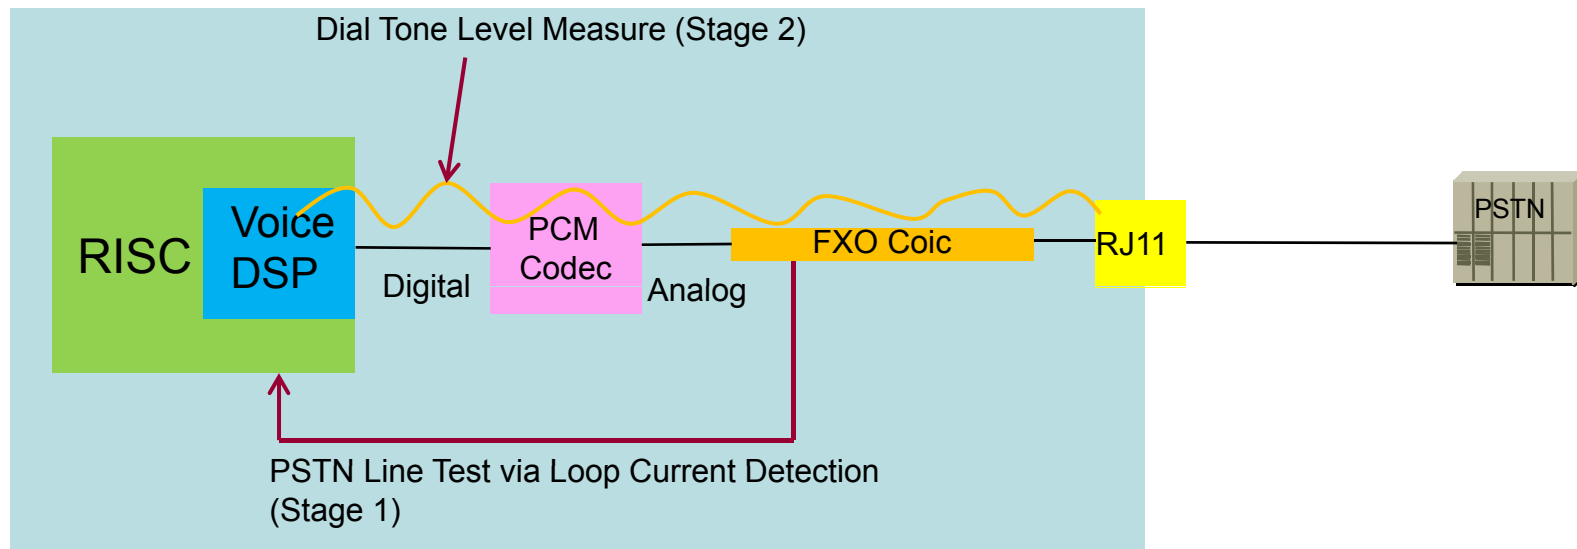 Dial Tone Level Measure (Stage 2)
RISC
Voice
DSP
Digital
PCM
Codec
Analog
FXO Coic
RJ11
PSTN
PSTN Line Test via Loop Current Detection
(Stage 1)